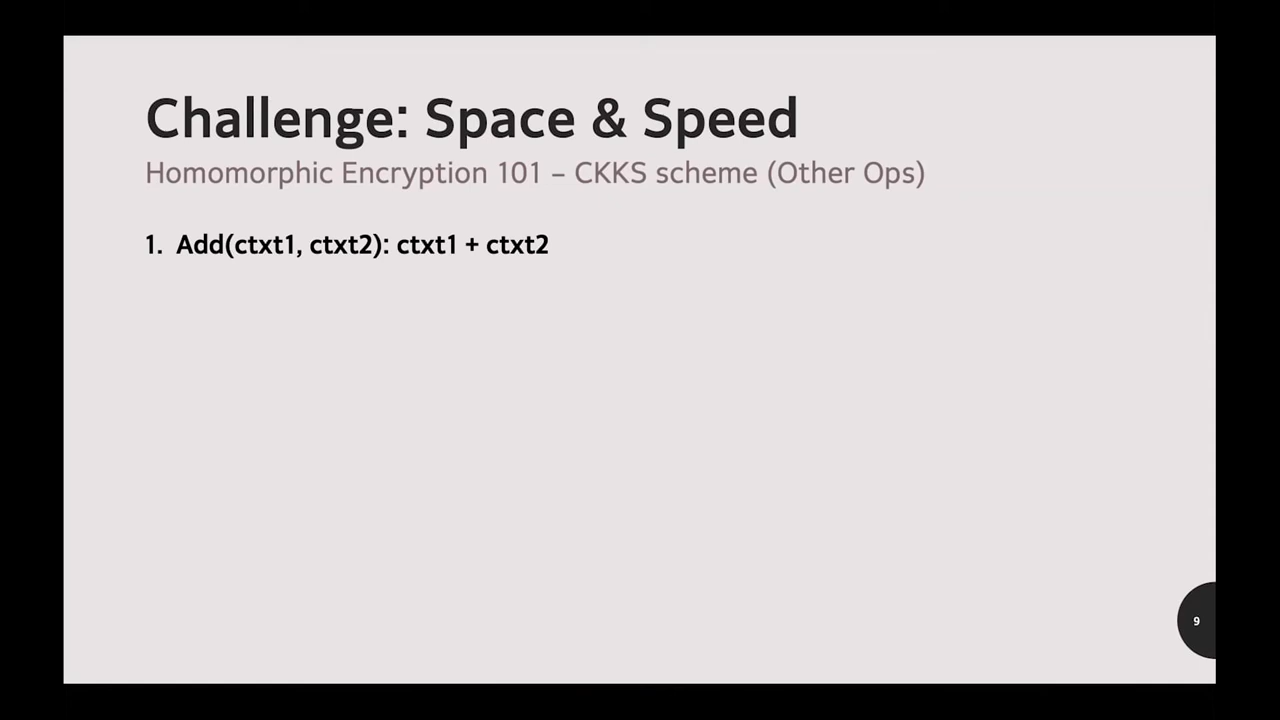 Challenge: Space & Speed
Homomorphic Encryption 101 – CKKS scheme (Other Ops)
1. Add(ctxt1, ctxt2): ctxt1 + ctxt2
9